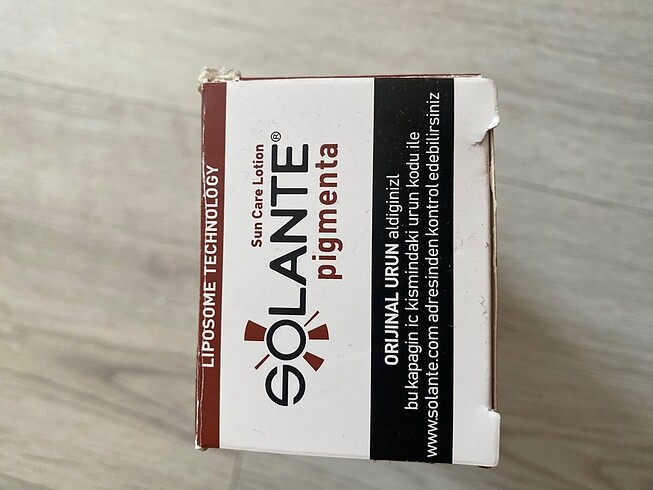 LIPOSOME TECHNOLOGY
Sun Care Lotion
SOLANTE®
pigmenta
ORIJINAL URUN aldiginizl
bu kapagin ic kismindaki urun kodu ile
www.solante.com adresinden kontrol edebilirsiniz